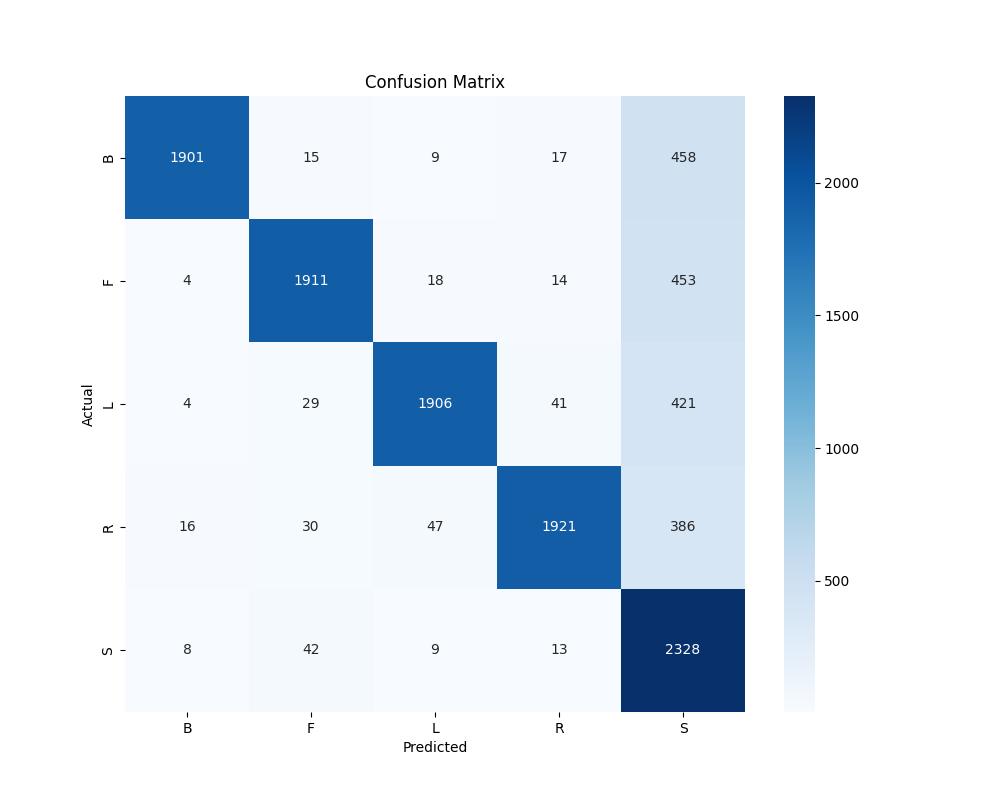 Confusion Matrix
B 1901 15 9 17 458
F 4 1911 18 14 453
L 4 29 1906 41 421
R 16 30 47 1921 386
S 8 42 9 13 2328
B F L R S
Predicted
Actual
2000
1500
1000
500